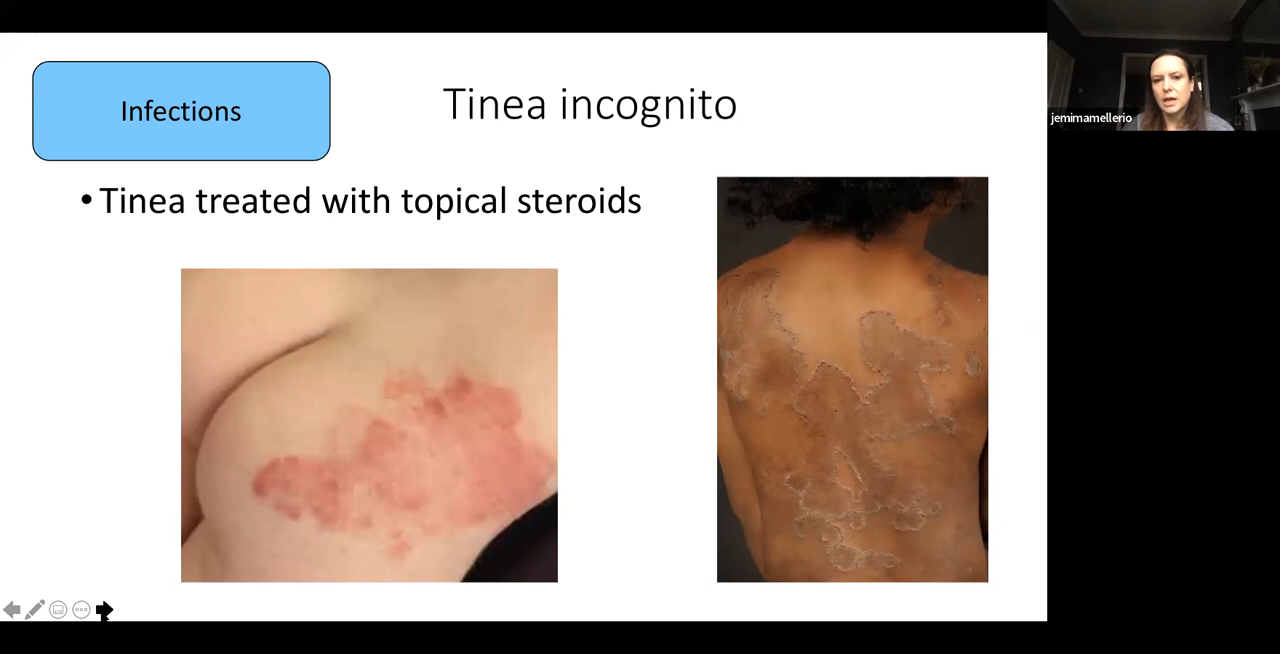 Infections
Tinea incognito
• Tinea treated with topical steroids
jemimamellerio